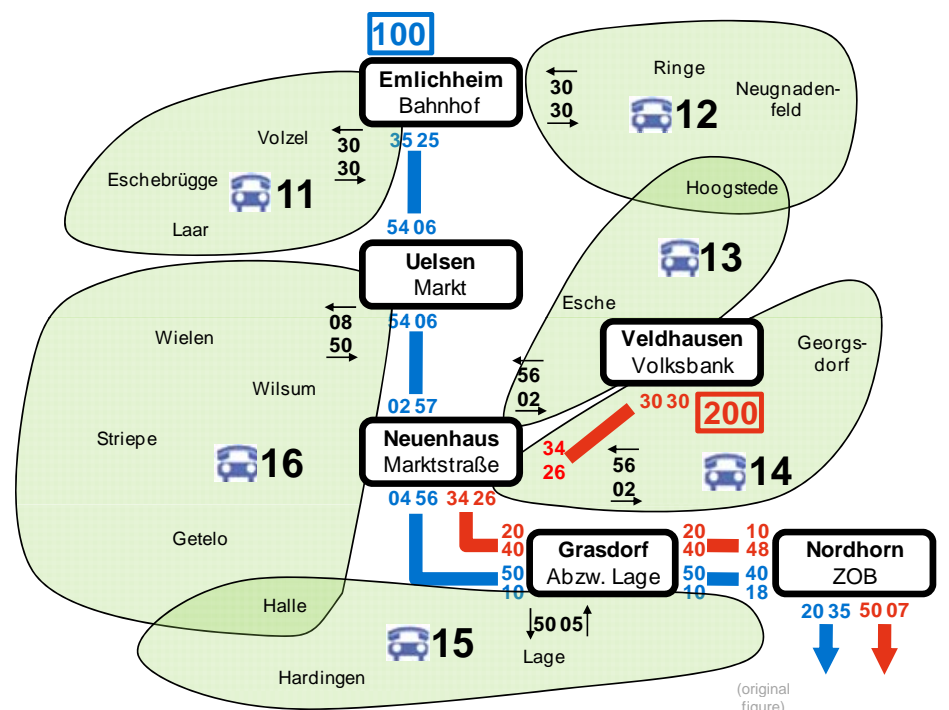 100
Emlichheim
Bahnhof
30
30
Ringe
Neugnaden-
feld
12
Volzel
30
30
35 25
Eschebrügge
11
Laar
Hoogstede
54 06
13
Uelsen
Markt
Esche
08
50
54 06
Wielen
Wilsum
Veldhausen
Volksbank
Georgs-
dorf
56
02
02 57
30 30
200
Striepe
16
Neuenhaus
Marktstraße
34
26
56
02
14
04 56
34 26
Getelo
20
40
Grasdorf
Abzw. Lage
20
40
10
48
Nordhorn
ZOB
50
10
50
10
40
18
Halle
50 05
20 35
50 07
15
Lage
Hardingen
(original
figure)